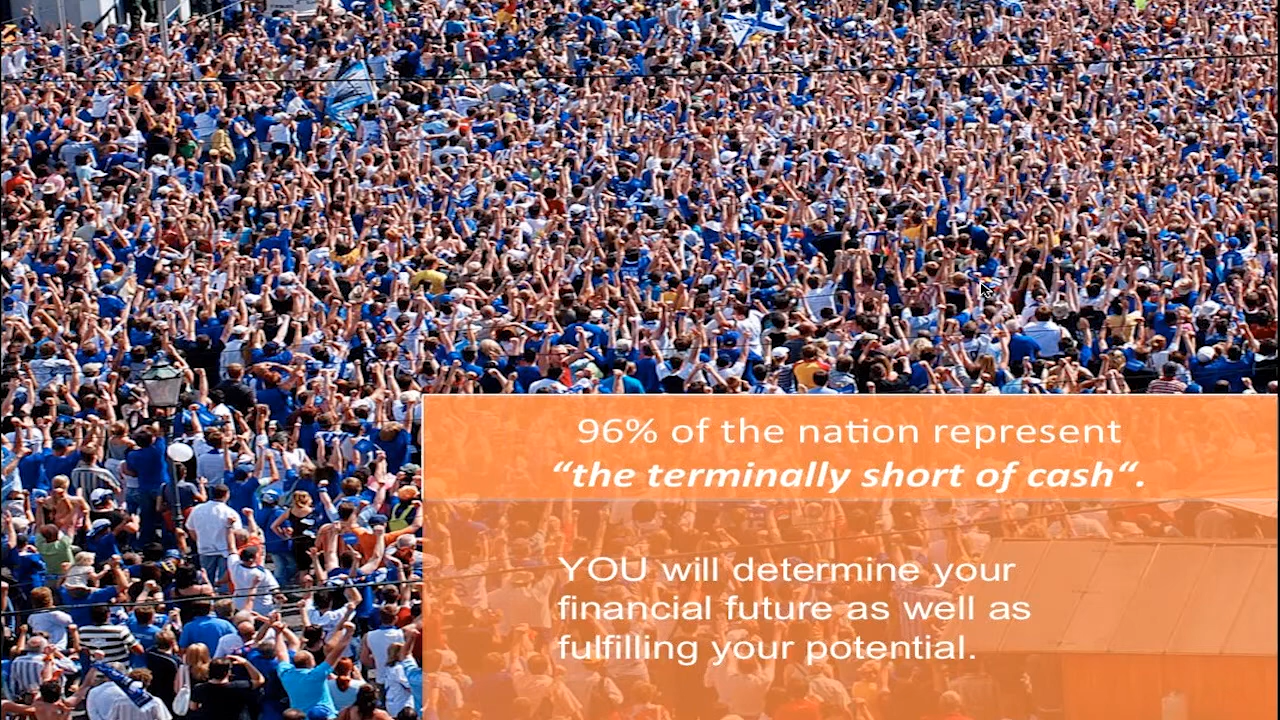 96% of the nation represent
“the terminally short of cash“.
YOU will determine your
financial future as well as
fulfilling your potential.